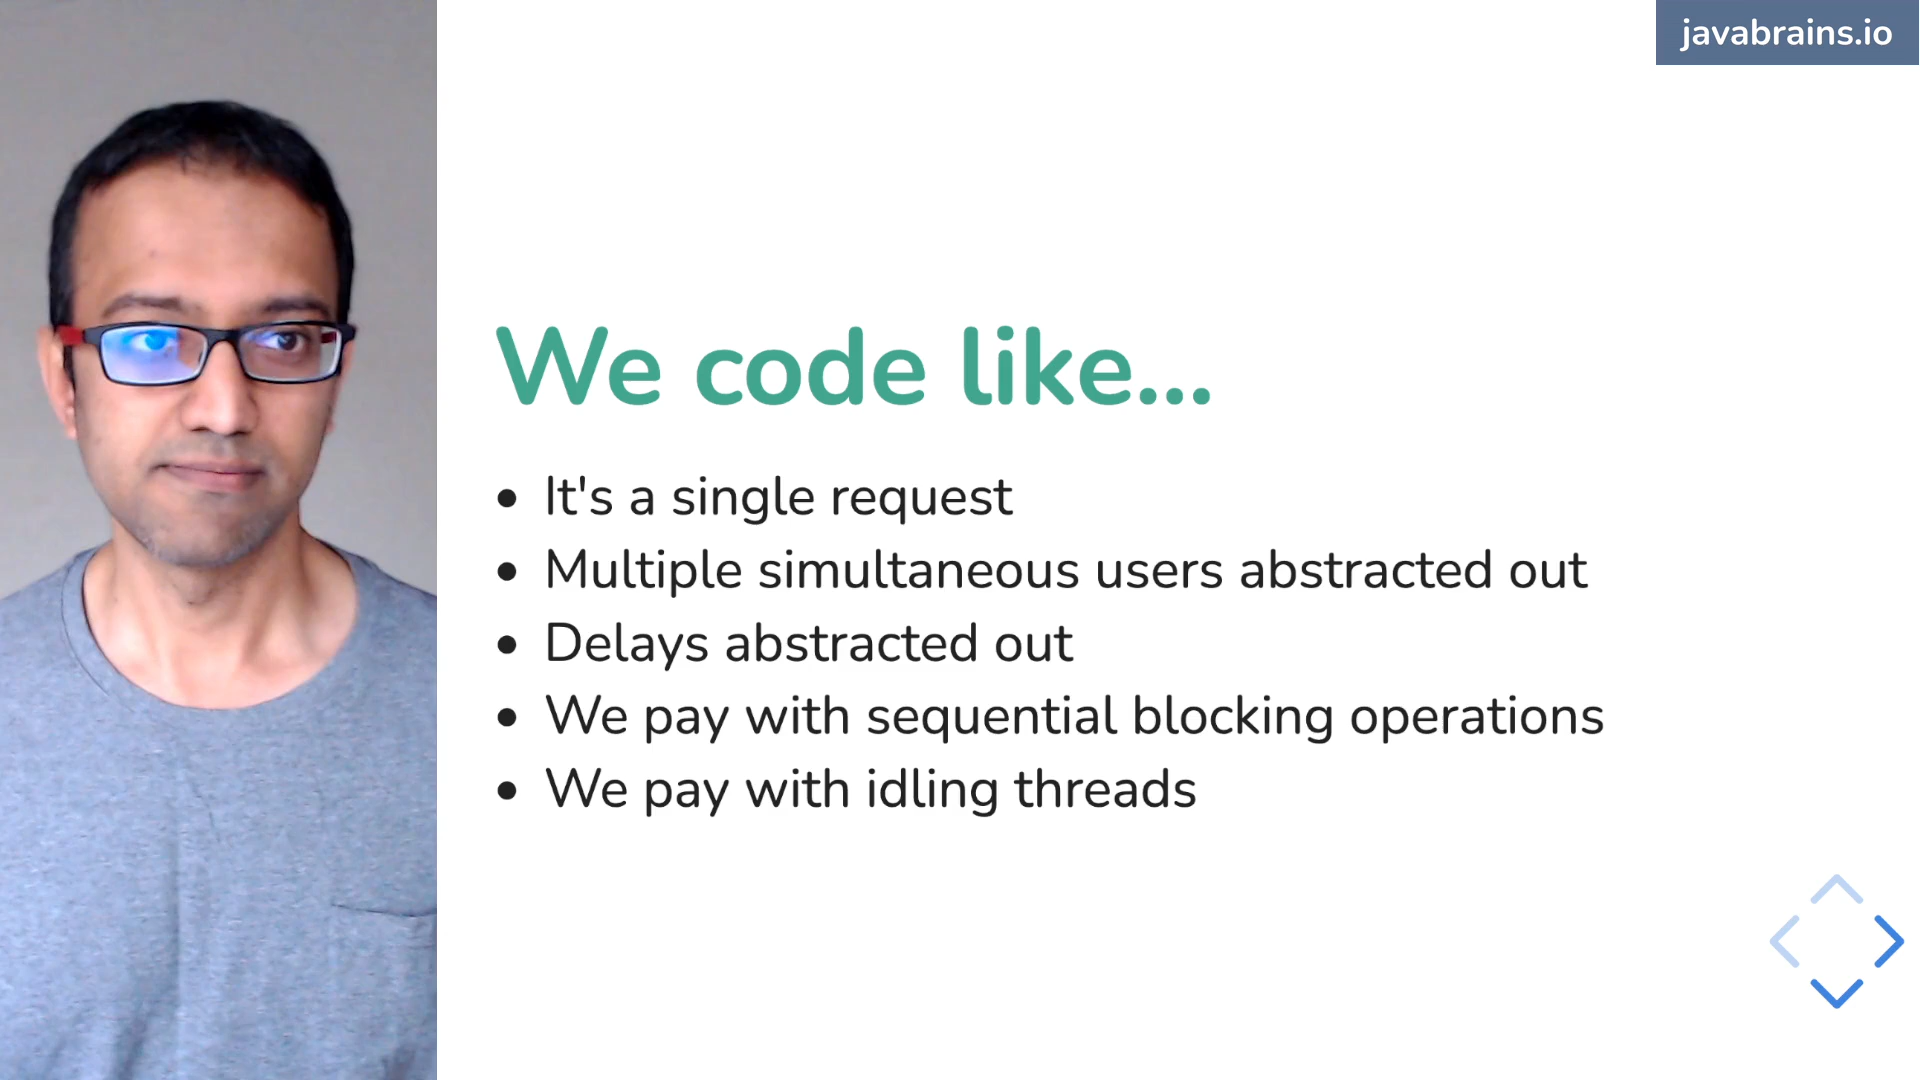 javabrains.io
We code like...
It's a single request
Multiple simultaneous users abstracted out
Delays abstracted out
We pay with sequential blocking operations
We pay with idling threads